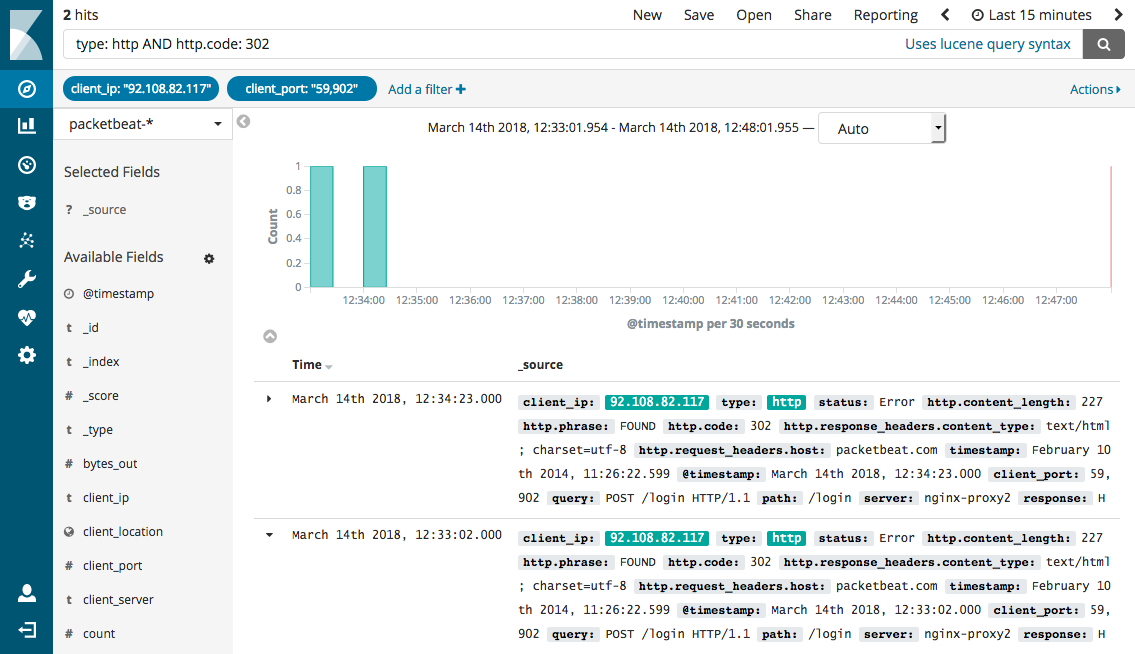 2 hits
New Save Open Share Reporting Last 15 minutes
type: http AND http.code: 302
Uses lucene query syntax
client_ip: "92.108.82.117" client_port: "59,902" Add a filter + Actions
packetbeat-*
March 14th 2018, 12:33:01.954 - March 14th 2018, 12:48:01.955 — Auto
Selected Fields
? _source
Available Fields
@timestamp
t _id
t _index
# _score
t _type
# bytes_out
t client_ip
client_location
# client_port
t client_server
# count
Count
1
0.8
0.6
0.4
0.2
0
12:34:00 12:35:00 12:36:00 12:37:00 12:38:00 12:39:00 12:40:00 12:41:00 12:42:00 12:43:00 12:44:00 12:45:00 12:46:00 12:47:00
@timestamp per 30 seconds
Time _source
March 14th 2018, 12:34:23.000
client_ip: 92.108.82.117 type: http status: Error http.content_length: 227
http.phrase: FOUND http.code: 302 http.response_headers.content_type: text/html
; charset=utf-8 http.request_headers.host: packetbeat.com timestamp: February 10
th 2014, 11:26:22.599 @timestamp: March 14th 2018, 12:34:23.000 client_port: 59,
902 query: POST /login HTTP/1.1 path: /login server: nginx-proxy2 response: H
March 14th 2018, 12:33:02.000
client_ip: 92.108.82.117 type: http status: Error http.content_length: 227
http.phrase: FOUND http.code: 302 http.response_headers.content_type: text/html
; charset=utf-8 http.request_headers.host: packetbeat.com timestamp: February 10
th 2014, 11:26:22.599 @timestamp: March 14th 2018, 12:33:02.000 client_port: 59,
902 query: POST /login HTTP/1.1 path: /login server: nginx-proxy2 response: H